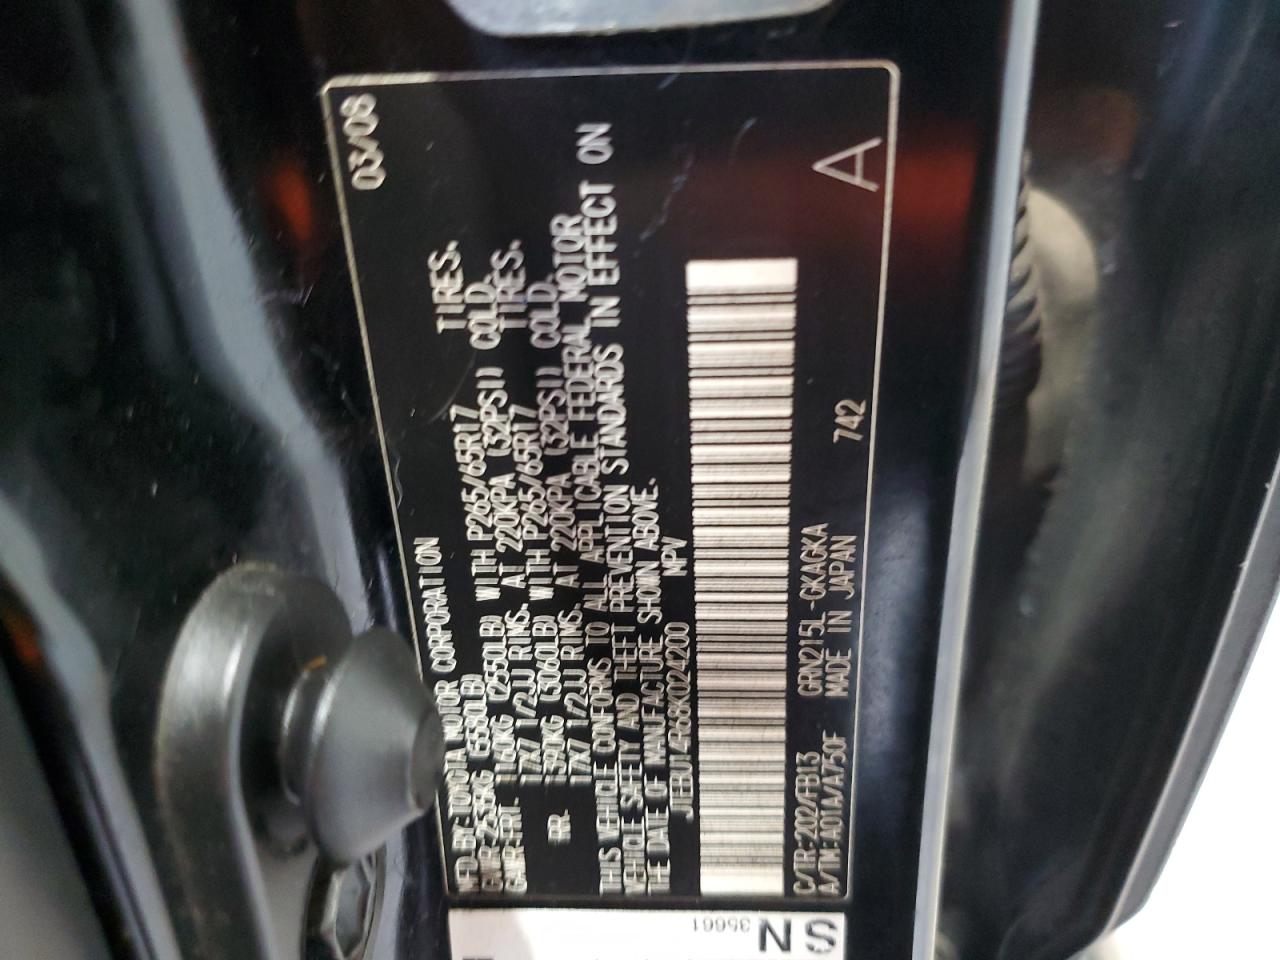 MFD.BY: TOYOTA MOTOR CORPORATION 03/08
GVWR: 2535KG (5580LB)
GAWR: FRT- 1160KG (2550LB) WITH P265/65R17 TIRES.
17X7 1/2JJ RIMS. AT 220KPA (32PSI) COLD.
RR- 1390KG (3060LB) WITH P265/65R17 TIRES.
17X7 1/2JJ RIMS. AT 220KPA (32PSI) COLD.
THIS VEHICLE CONFORMS TO ALL APPLICABLE FEDERAL MOTOR
VEHICLE SAFETY AND THEFT PREVENTION STANDARDS IN EFFECT ON
THE DATE OF MANUFACTURE SHOWN ABOVE.
JTEBU14R68K024200 MPV
C/TR:202/FB13 GRN215L-GKAGKA
A/TM:A01A/A750F MADE IN JAPAN 742
A
35661
SN